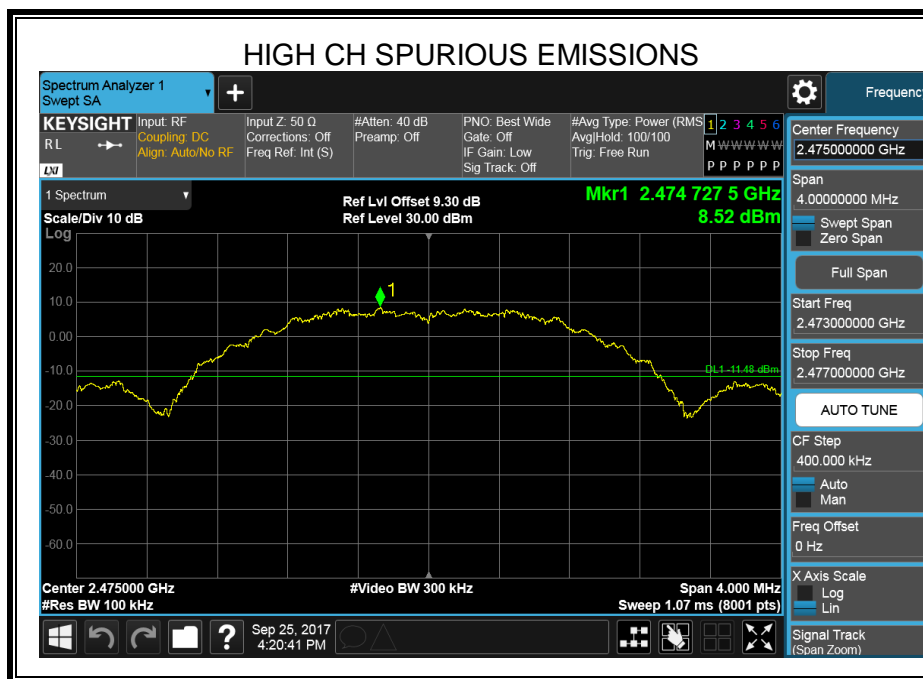 HIGH CH SPURIOUS EMISSIONS
Spectrum Analyzer 1
Swept SA
Frequency
KEYSIGHT
RL
LXI
Input: RF
Coupling: DC
Align: Auto/No RF
Input Z: 50 Ω
Corrections: Off
Freq Ref: Int (S)
#Atten: 40 dB
Preamp: Off
PNO: Best Wide
Gate: Off
IF Gain: Low
Sig Track: Off
#Avg Type: Power (RMS
Avg|Hold: 100/100
Trig: Free Run
1 2 3 4 5 6
M W W W W W
P P P P P P
1 Spectrum
Scale/Div 10 dB
Log
Ref Lvl Offset 9.30 dB
Ref Level 30.00 dBm
Mkr1 2.474 727 5 GHz
8.52 dBm
20.0
10.0
0.00
-10.0
-20.0
-30.0
-40.0
-50.0
-60.0
1
DL1 -11.48 dBm
Center 2.475000 GHz
#Res BW 100 kHz
#Video BW 300 kHz
Span 4.000 MHz
Sweep 1.07 ms (8001 pts)
Center Frequency
2.475000000 GHz
Span
4.00000000 MHz
Swept Span
Zero Span
Full Span
Start Freq
2.473000000 GHz
Stop Freq
2.477000000 GHz
AUTO TUNE
CF Step
400.000 kHz
Auto
Man
Freq Offset
0 Hz
X Axis Scale
Log
Lin
Signal Track
(Span Zoom)
?
Sep 25, 2017
4:20:41 PM